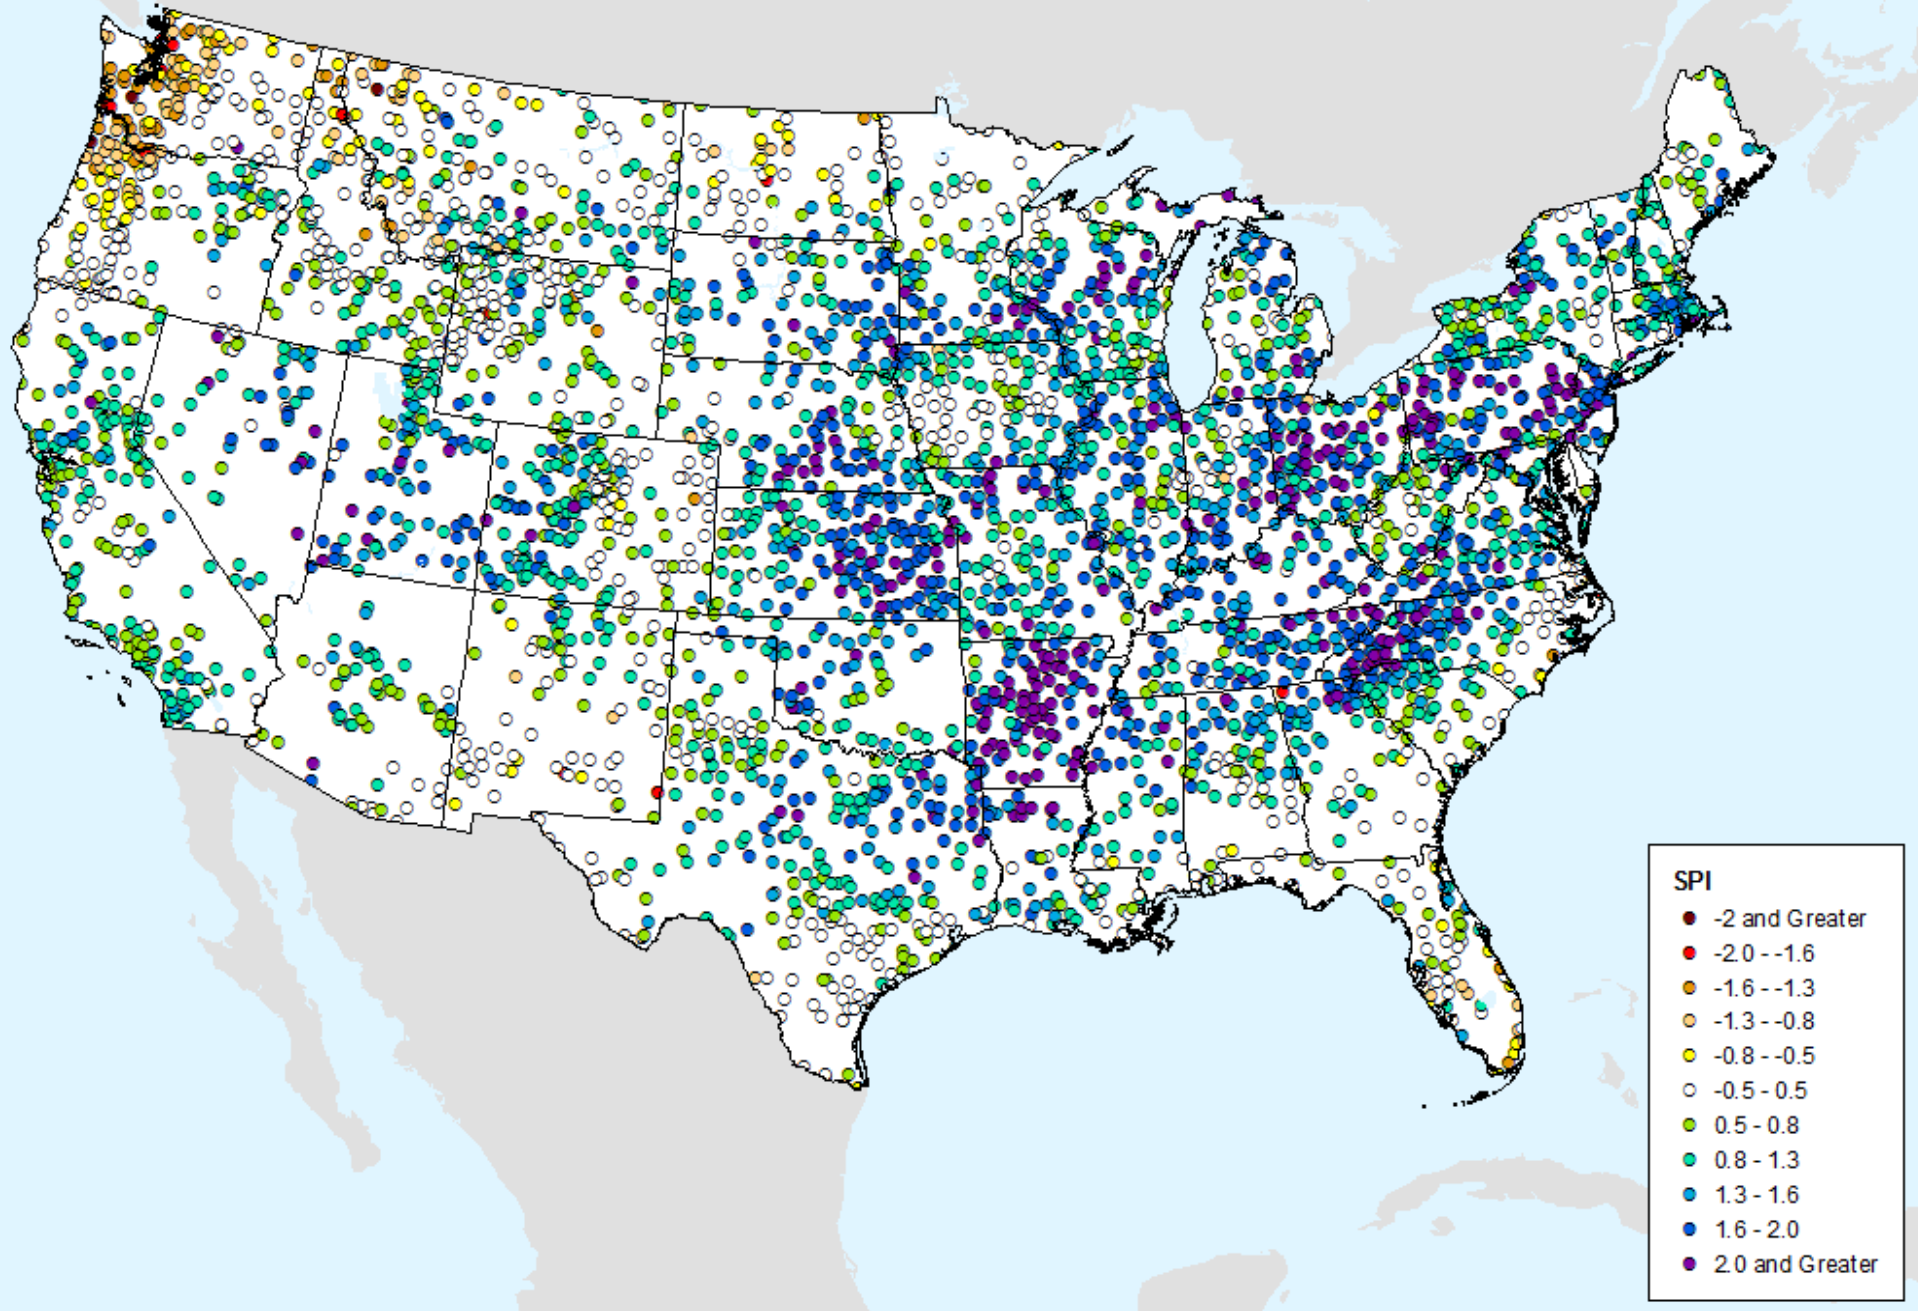 SPI
-2 and Greater
-2.0 - -1.6
-1.6 - -1.3
-1.3 - -0.8
-0.8 - -0.5
-0.5 - 0.5
0.5 - 0.8
0.8 - 1.3
1.3 - 1.6
1.6 - 2.0
2.0 and Greater